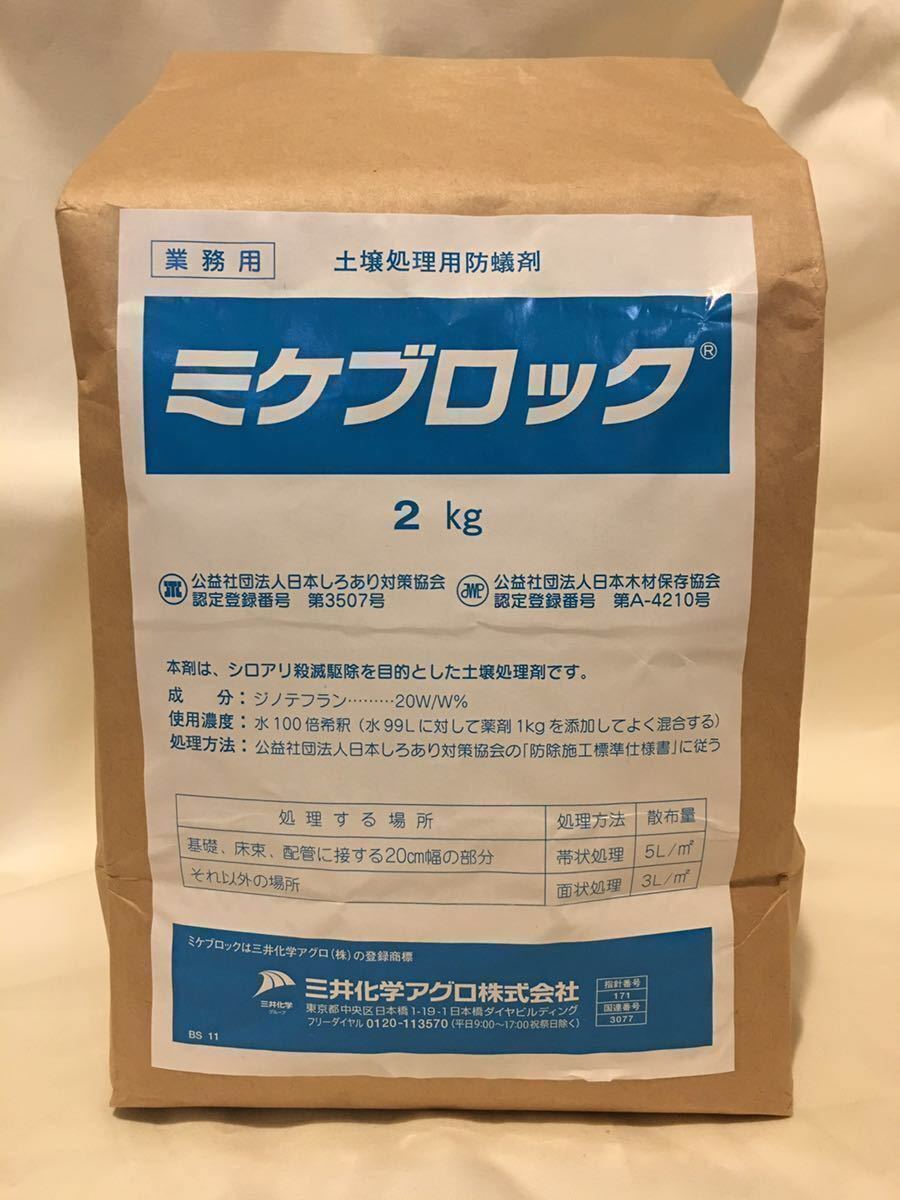 業務用 土壌処理用防蟻剤
ミケブロック®
2 kg
公益社団法人日本しろあり対策協会
認定登録番号 第3507号
公益社団法人日本木材保存協会
認定登録番号 第A-4210号
本剤は、シロアリ殺滅駆除を目的とした土壌処理剤です。
成 分：ジノテフラン………20W/W%
使用濃度：水100倍希釈（水99Lに対して薬剤1kgを添加してよく混合する）
処理方法：公益社団法人日本しろあり対策協会の「防除施工標準仕様書」に従う
処理する場所 処理方法 散布量
基礎、床束、配管に接する20cm幅の部分 帯状処理 5L/㎡
それ以外の場所 面状処理 3L/㎡
ミケブロックは三井化学アグロ（株）の登録商標
三井化学
グループ
三井化学アグロ株式会社
東京都中央区日本橋1-19-1日本橋ダイヤビルディング
フリーダイヤル 0120-113570（平日9:00〜17:00祝祭日除く）
指針番号
171
国連番号
3077
BS 11